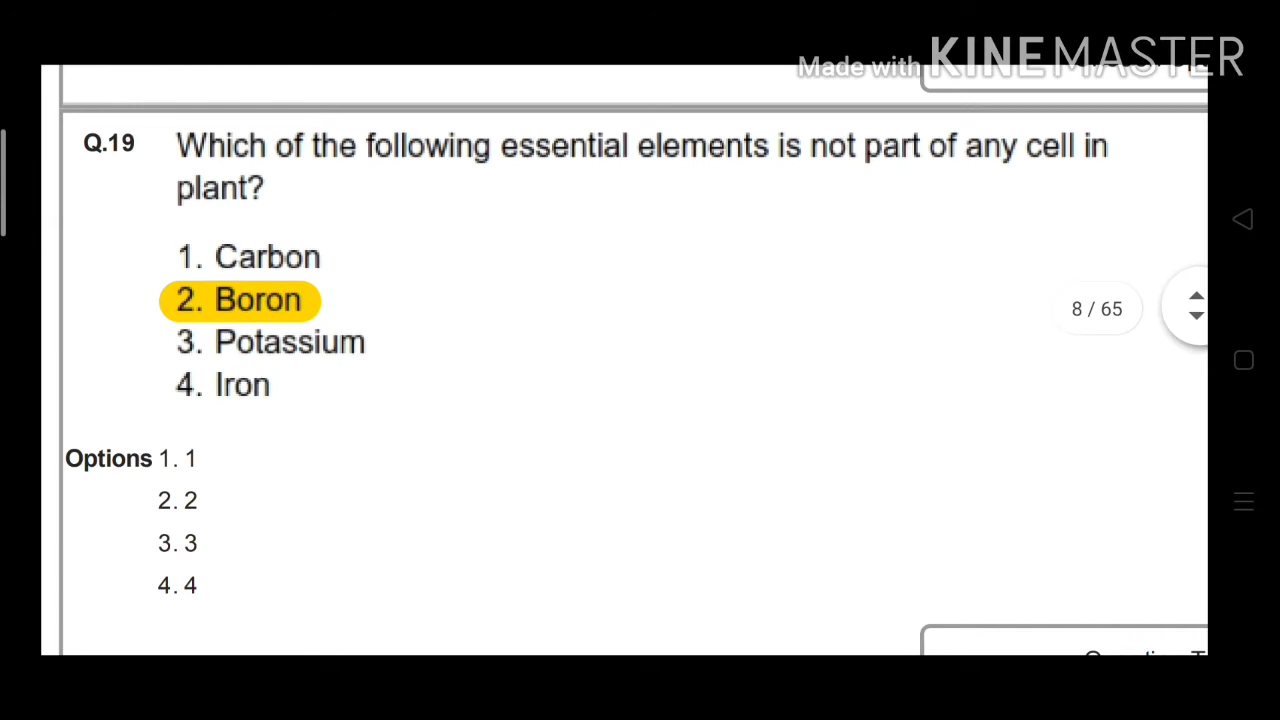 Made with KINEMASTER
Q.19 Which of the following essential elements is not part of any cell in
plant?
1. Carbon
2. Boron
3. Potassium
4. Iron
8 / 65
Options 1. 1
2. 2
3. 3
4. 4